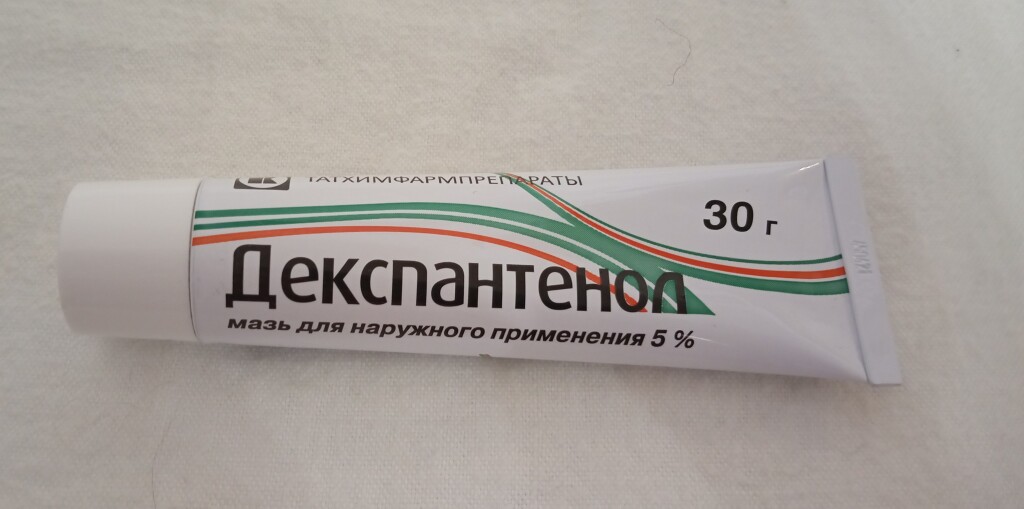 ТАТХИМФАРМПРЕПАРАТЫ
30 г
Декспантенол
мазь для наружного применения 5 %